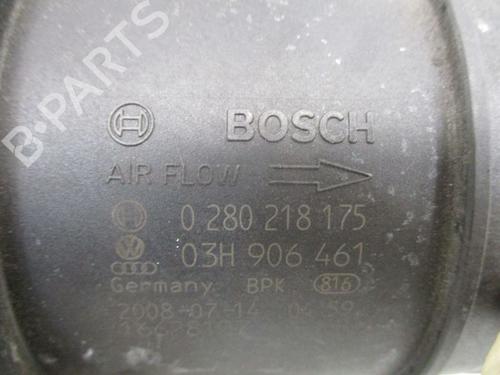 B-PARTS
BOSCH
AIR FLOW
0 280 218 175
03H 906 461
Germany BPK 816
2008-07-14